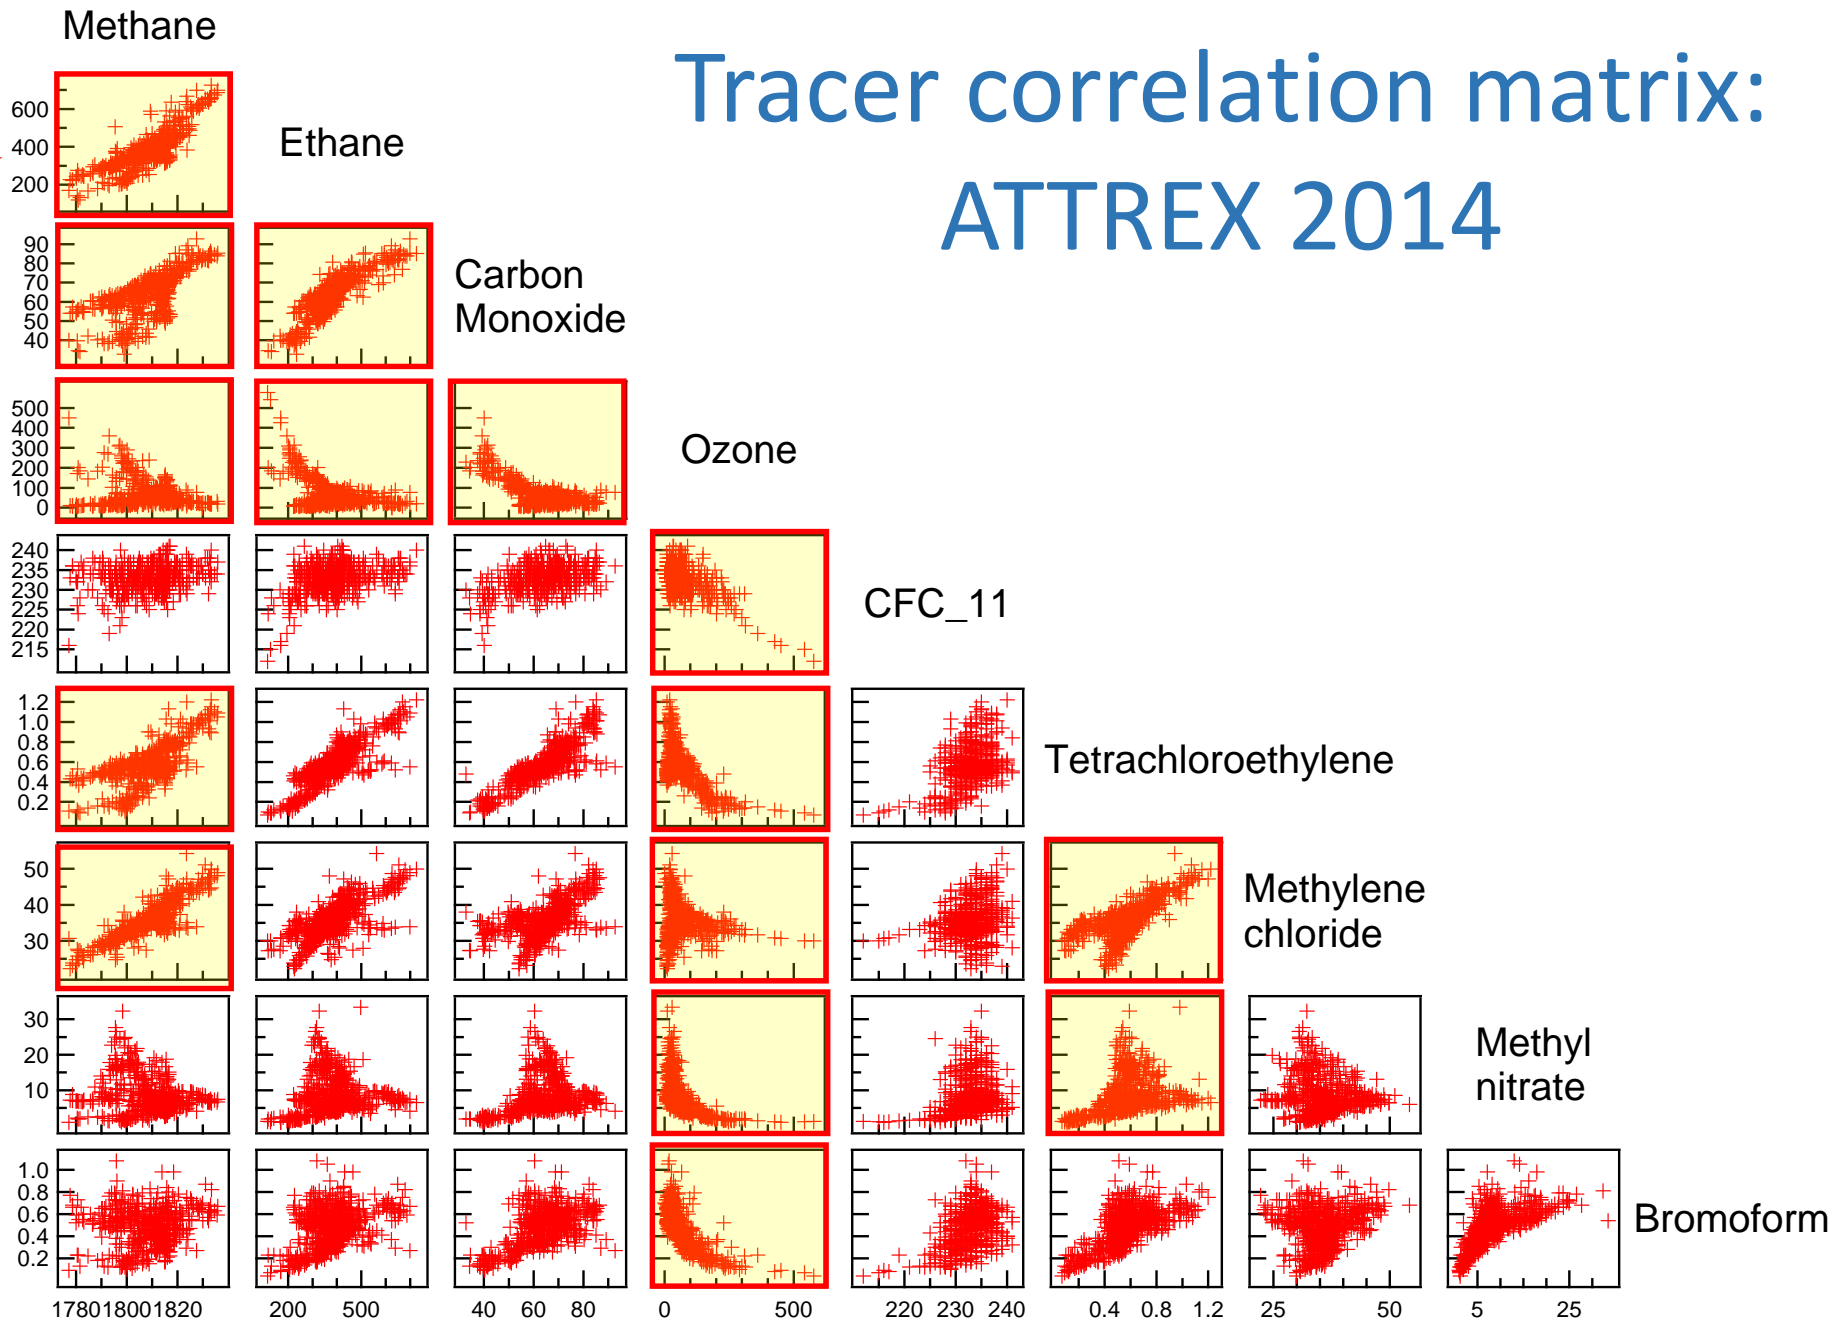 Methane
Tracer correlation matrix:
ATTREX 2014
600
400
200
Ethane
90
80
70
60
50
40
Carbon
Monoxide
500
400
300
200
100
0
Ozone
240
235
230
225
220
215
CFC_11
1.2
1.0
0.8
0.6
0.4
0.2
Tetrachloroethylene
50
40
30
Methylene
chloride
30
20
10
Methyl
nitrate
1.0
0.8
0.6
0.4
0.2
Bromoform
1780 1800 1820 200 500 40 60 80 0 500 220 230 240 0.4 0.8 1.2 25 50 5 25